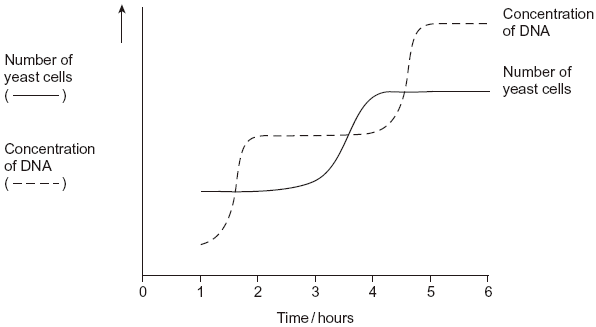 Concentration
of DNA
Number of
yeast cells
Number of
yeast cells
( )
Concentration
of DNA
( )
0 1 2 3 4 5 6
Time / hours